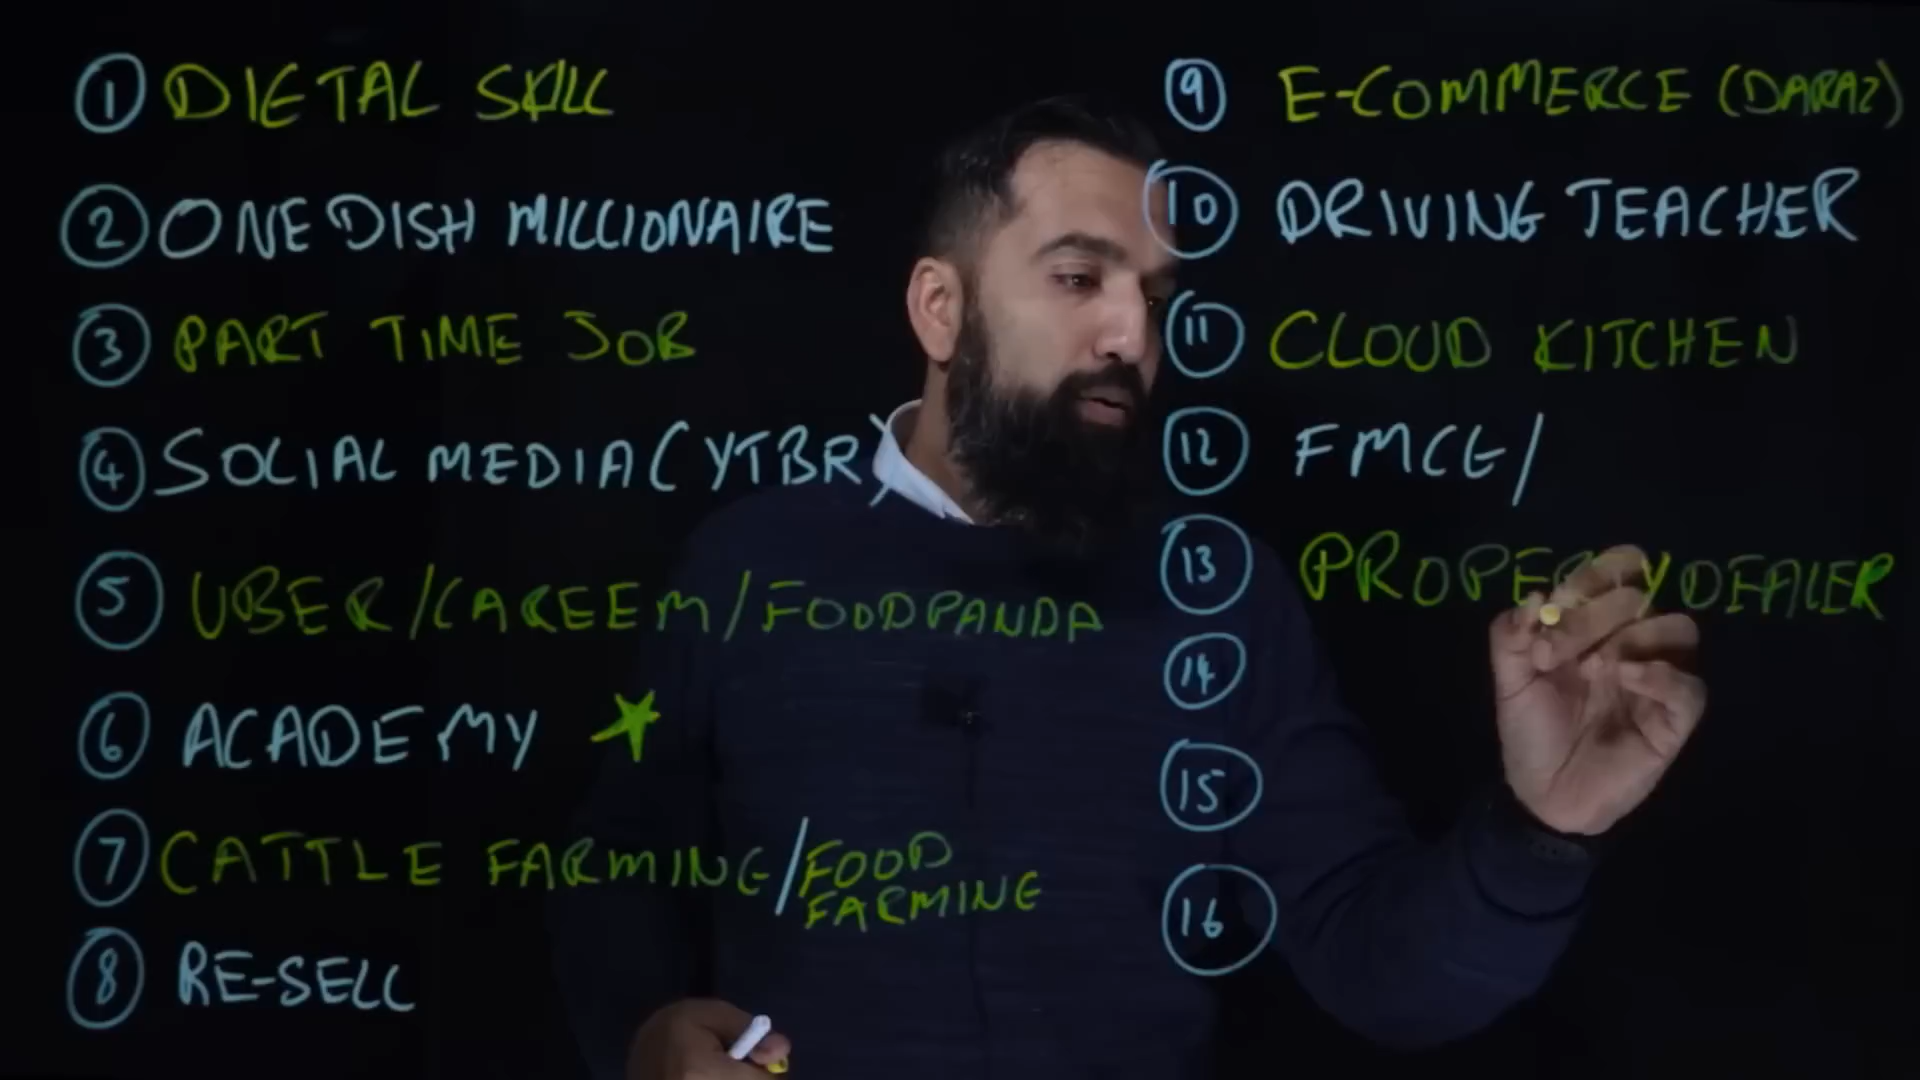 1 DIGTAL SKILL
2 ONE DISH MILLIONAIRE
3 PART TIME JOB
4 SOCIAL MEDIA (YTBR)
5 UBER/CAREEM/FOODPANDA
6 ACADEMY
7 CATTLE FARMING/FOOD
FARMING
8 RE-SELL
9 E-COMMERCE (DARAZ)
10 DRIVING TEACHER
11 CLOUD KITCHEN
12 FMCG/
13 PROPERTY DEALER
14
15
16